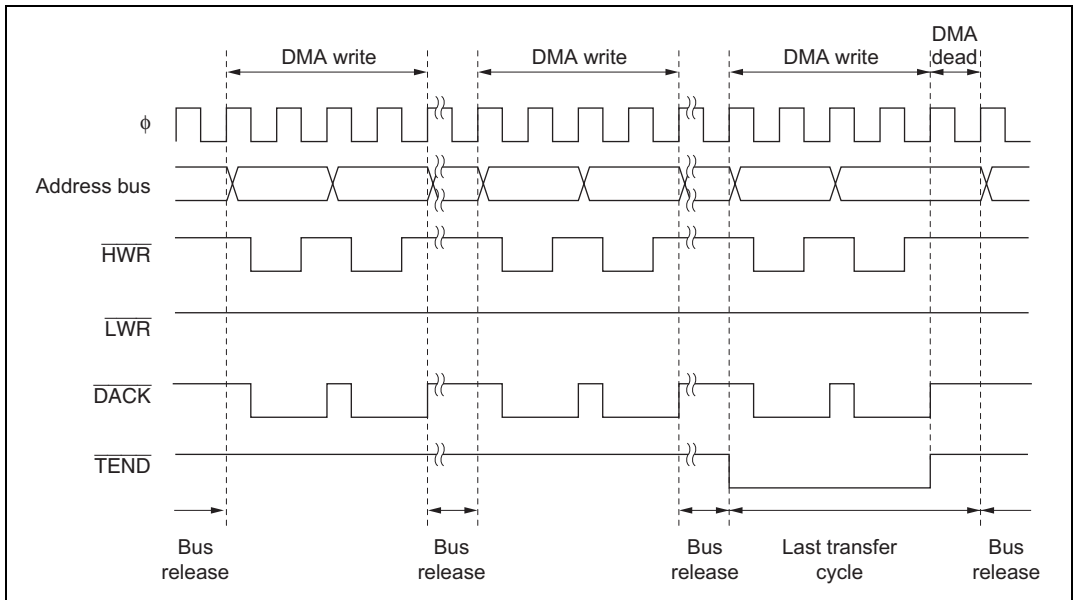 DMA write
DMA write
DMA write
DMA dead
φ
Address bus
HWR
LWR
DACK
TEND
Bus release
Bus release
Bus release
Last transfer cycle
Bus release